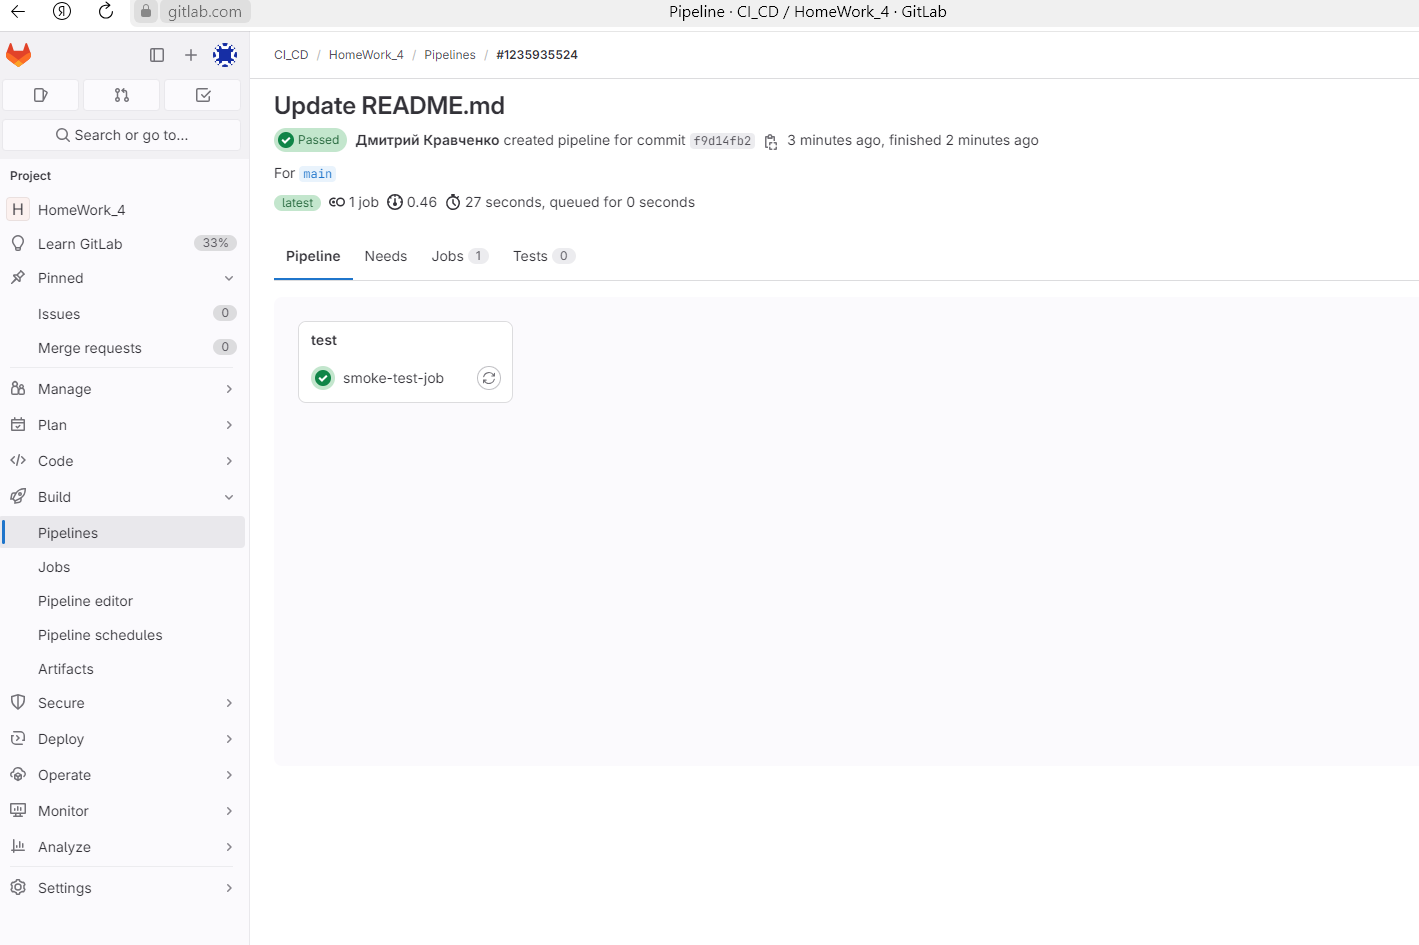 gitlab.com
Pipeline · CI_CD / HomeWork_4 · GitLab
CI_CD / HomeWork_4 / Pipelines / #1235935524
Search or go to...
Project
H HomeWork_4
Learn GitLab 33%
Pinned
Issues 0
Merge requests 0
Manage
Plan
Code
Build
Pipelines
Jobs
Pipeline editor
Pipeline schedules
Artifacts
Secure
Deploy
Operate
Monitor
Analyze
Settings
Update README.md
Passed Дмитрий Кравченко created pipeline for commit f9d14fb2 3 minutes ago, finished 2 minutes ago
For main
latest 1 job 0.46 27 seconds, queued for 0 seconds
Pipeline Needs Jobs 1 Tests 0
test
smoke-test-job